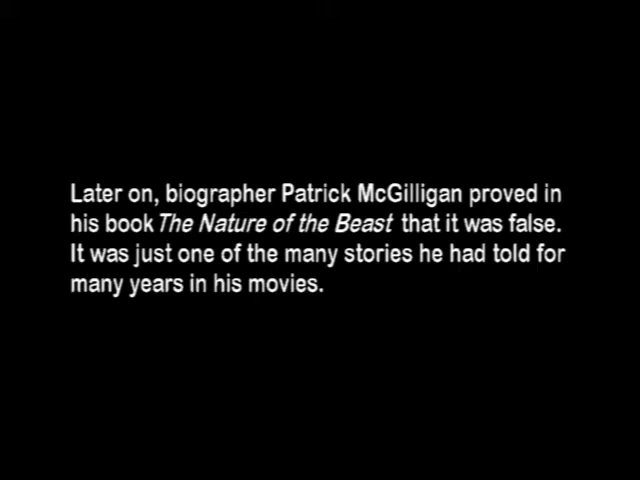 Later on, biographer Patrick McGilligan proved in
his book The Nature of the Beast that it was false.
It was just one of the many stories he had told for
many years in his movies.